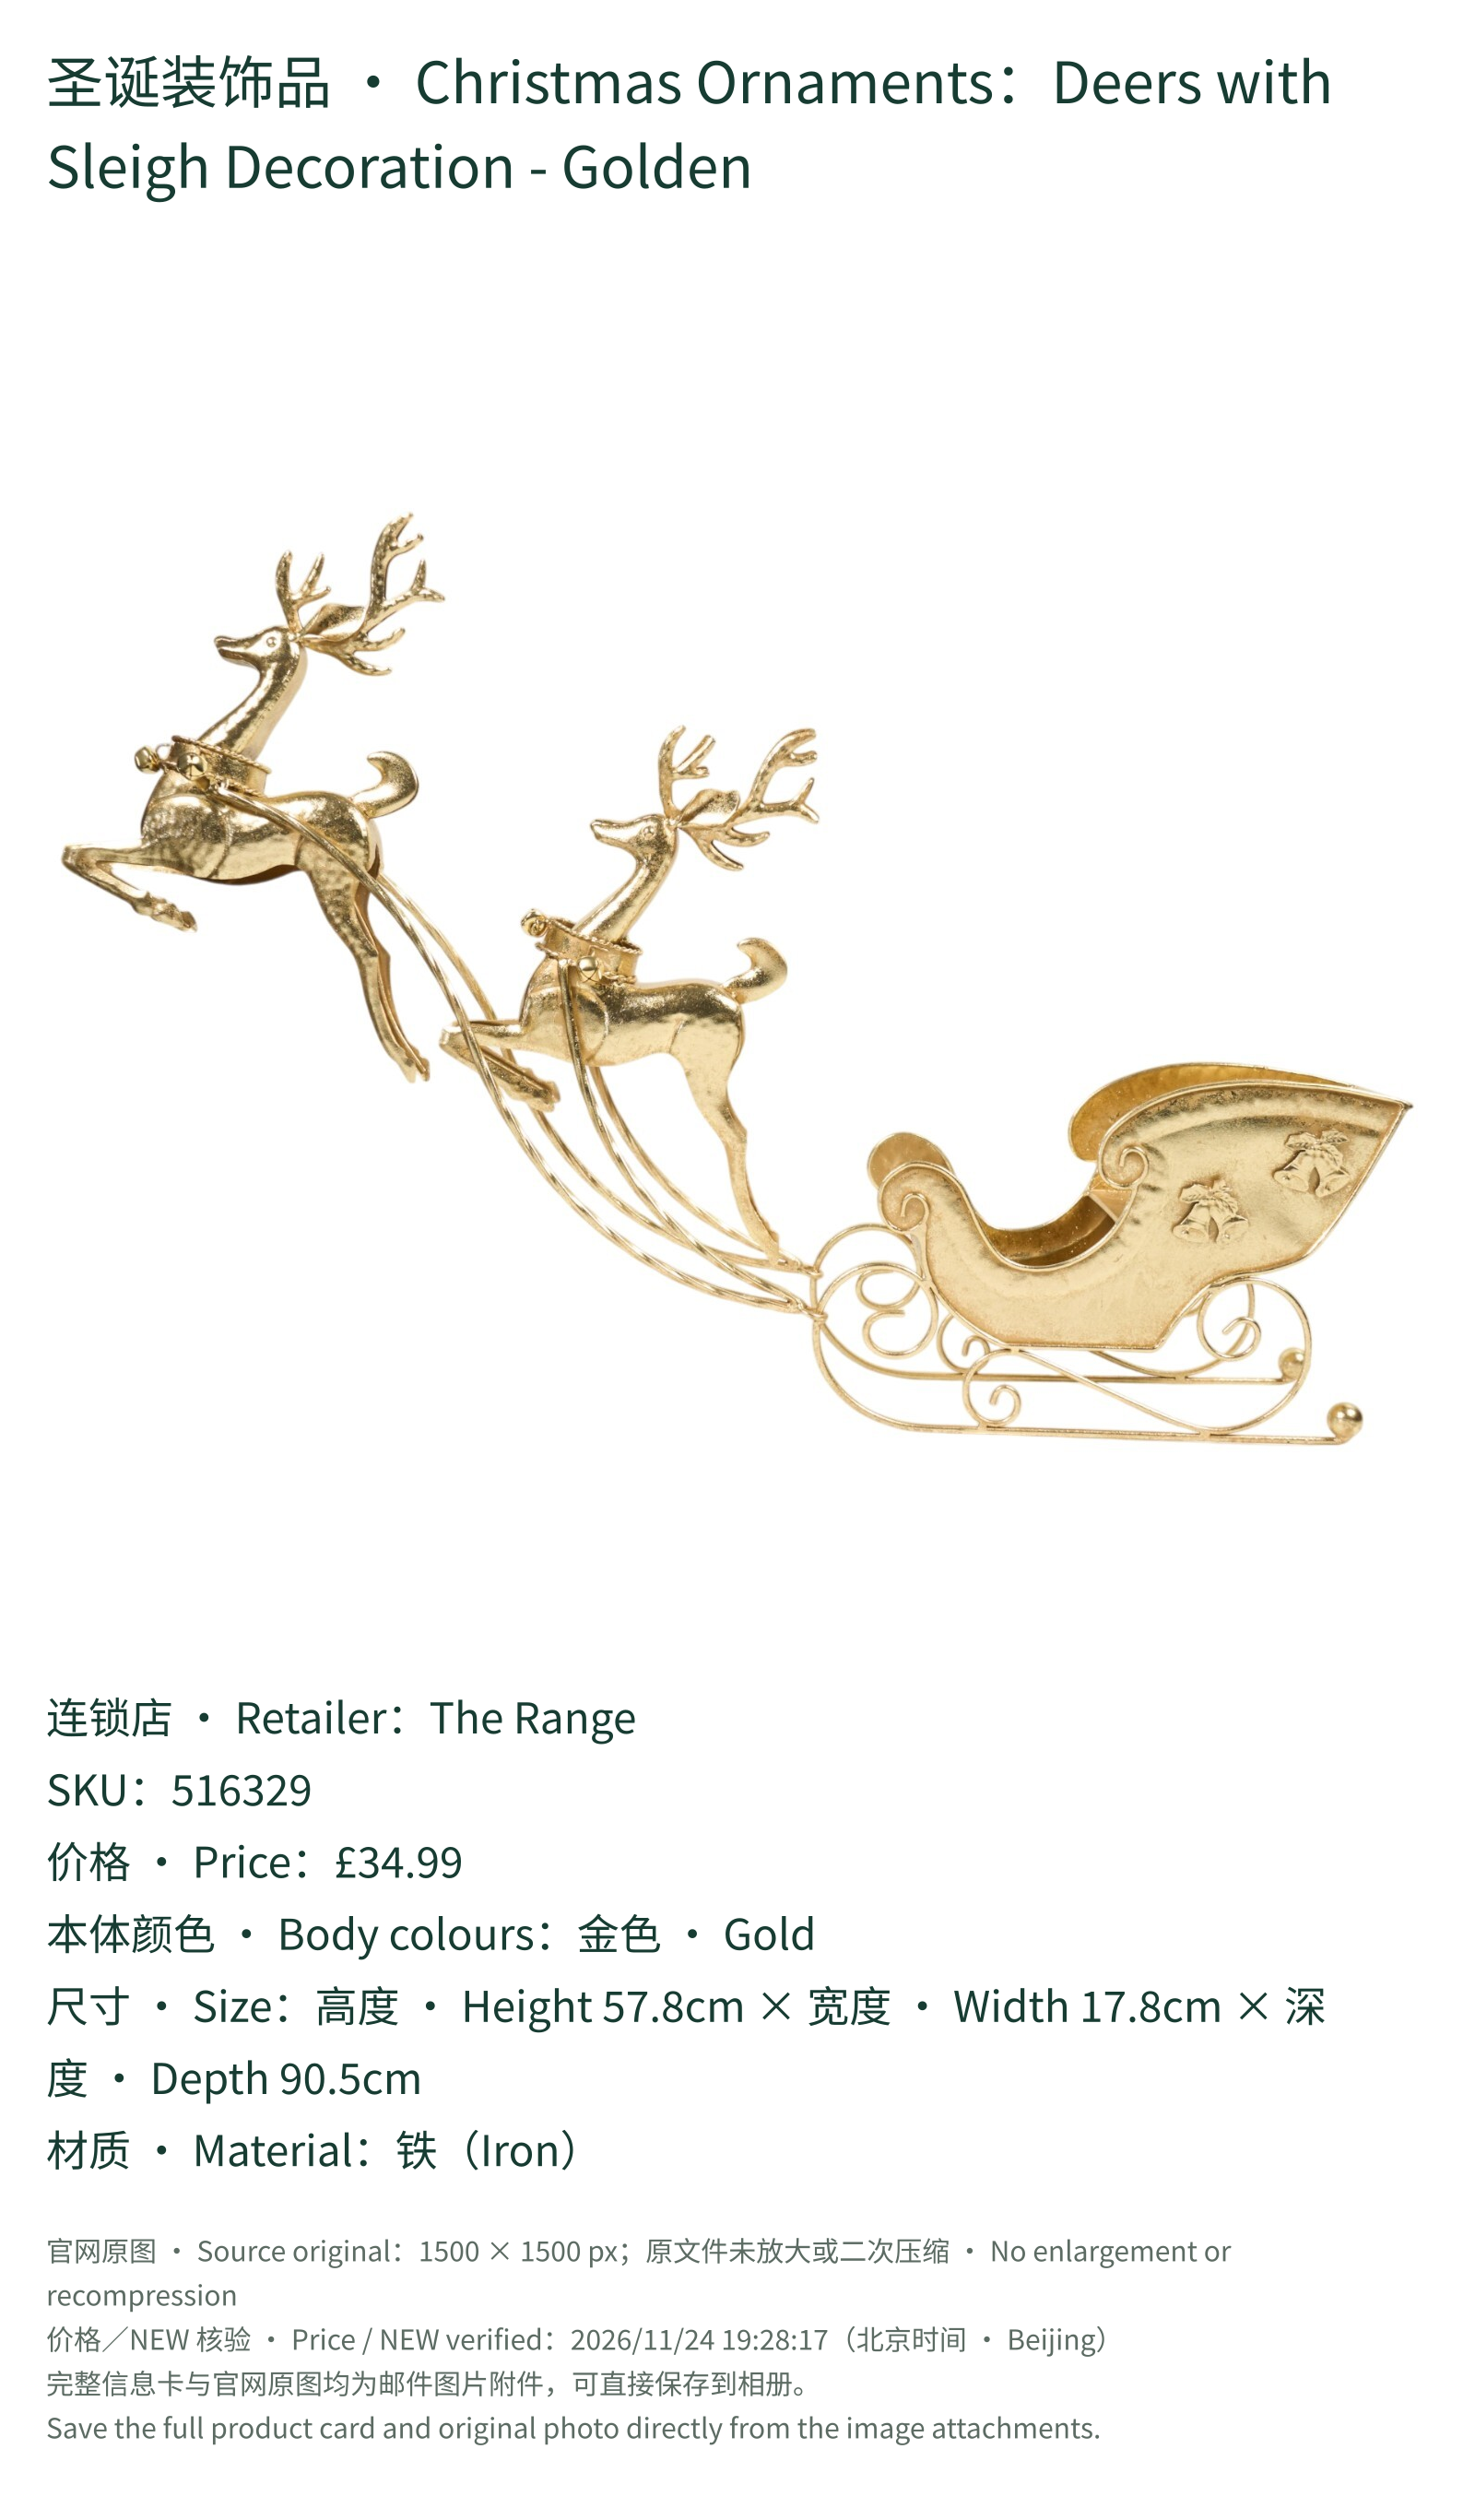 圣诞装饰品 · Christmas Ornaments：Deers with
Sleigh Decoration - Golden
连锁店 · Retailer：The Range
SKU：516329
价格 · Price：£34.99
本体颜色 · Body colours：金色 · Gold
尺寸 · Size：高度 · Height 57.8cm × 宽度 · Width 17.8cm × 深
度 · Depth 90.5cm
材质 · Material：铁（Iron）
官网原图 · Source original：1500 × 1500 px；原文件未放大或二次压缩 · No enlargement or
recompression
价格／NEW 核验 · Price / NEW verified：2026/11/24 19:28:17（北京时间 · Beijing）
完整信息卡与官网原图均为邮件图片附件，可直接保存到相册。
Save the full product card and original photo directly from the image attachments.